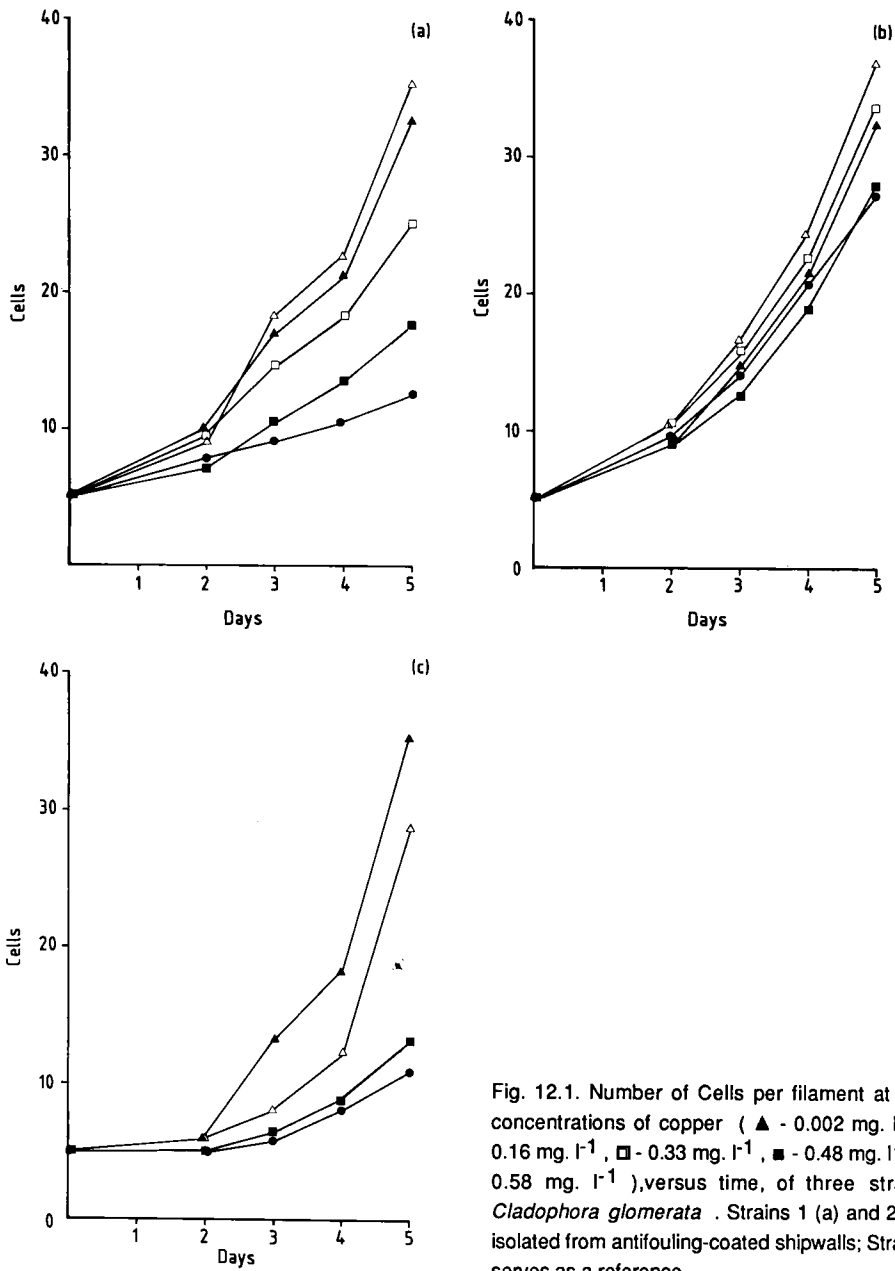 40
(a)
30
20
10
Cells
1 2 3 4 5
Days
40
(b)
30
20
10
0
Cells
1 2 3 4 5
Days
40
(c)
30
20
10
0
Cells
1 2 3 4 5
Days
Fig. 12.1. Number of Cells per filament at
concentrations of copper ( ▲ - 0.002 mg.
0.16 mg. l-1 , □ - 0.33 mg. l-1 , ■ - 0.48 mg.
0.58 mg. l-1 ),versus time, of three
Cladophora glomerata . Strains 1 (a) and 2
isolated from antifouling-coated shipwalls;
serves as a reference